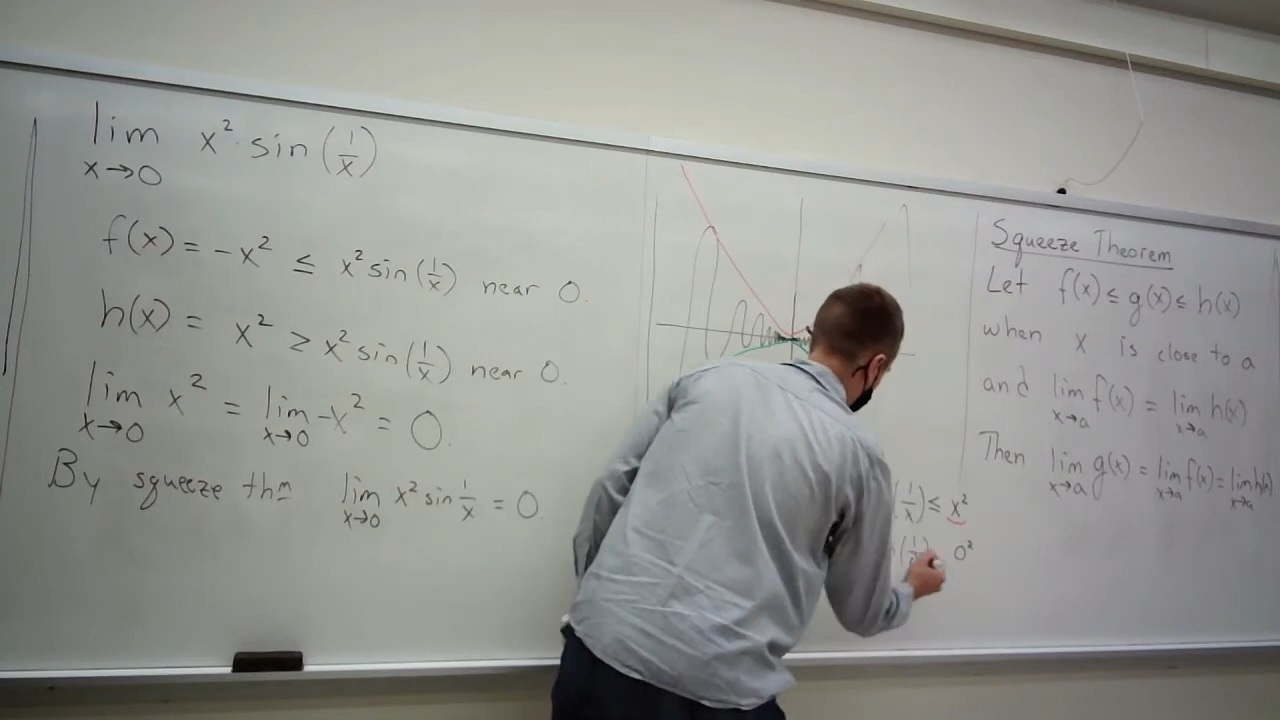 lim x→0 x² sin(1/x)
f(x) = -x² ≤ x² sin(1/x) near 0.
h(x) = x² ≥ x² sin(1/x) near 0.
lim x→0 x² = lim x→0 -x² = 0.
By squeeze thm lim x→0 x² sin 1/x = 0.
(1/x) ≤ x²
0²
Squeeze Theorem
Let f(x) ≤ g(x) ≤ h(x)
when x is close to a
and lim x→a f(x) = lim x→a h(x)
Then lim x→a g(x) = lim x→a f(x) = lim x→a h(x)